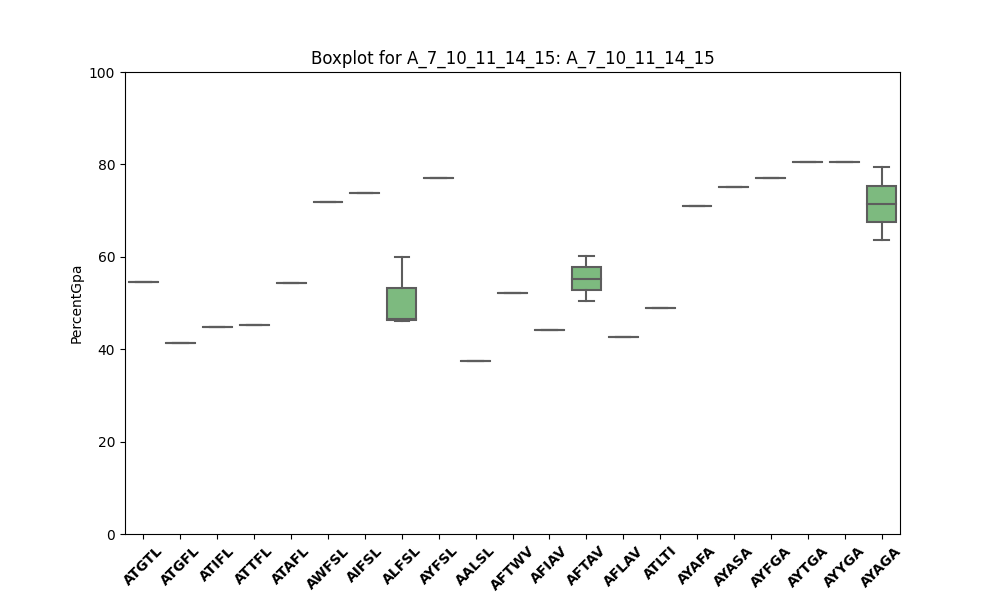 Boxplot for A_7_10_11_14_15: A_7_10_11_14_15
PercentGpa
100
80
60
40
20
0
ATGTL
ATGFL
ATIFL
ATTFL
ATAFL
AWFSL
AIFSL
ALFSL
AYFSL
AALSL
AFTWV
AFIAV
AFTAV
AFLAV
ATLTI
AYAFA
AYASA
AYFGA
AYTGA
AYYGA
AYAGA